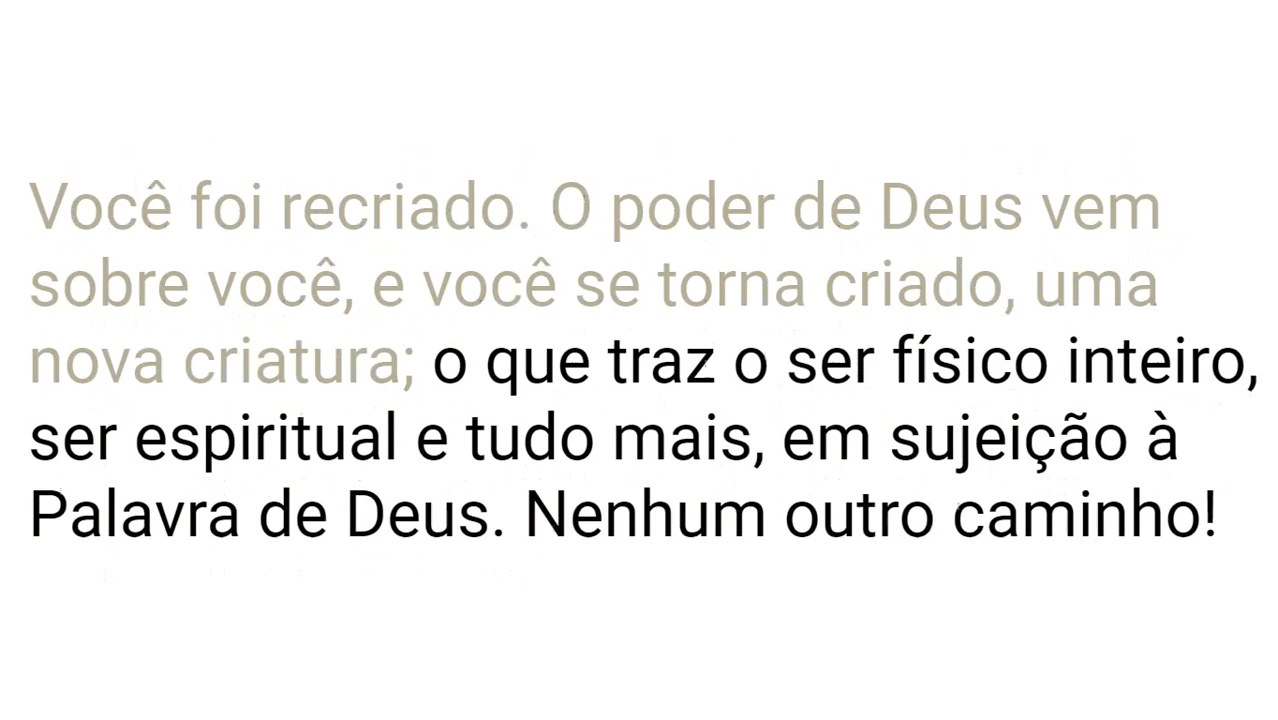 Você foi recriado. O poder de Deus vem
sobre você, e você se torna criado, uma
nova criatura; o que traz o ser físico inteiro,
ser espiritual e tudo mais, em sujeição à
Palavra de Deus. Nenhum outro caminho!